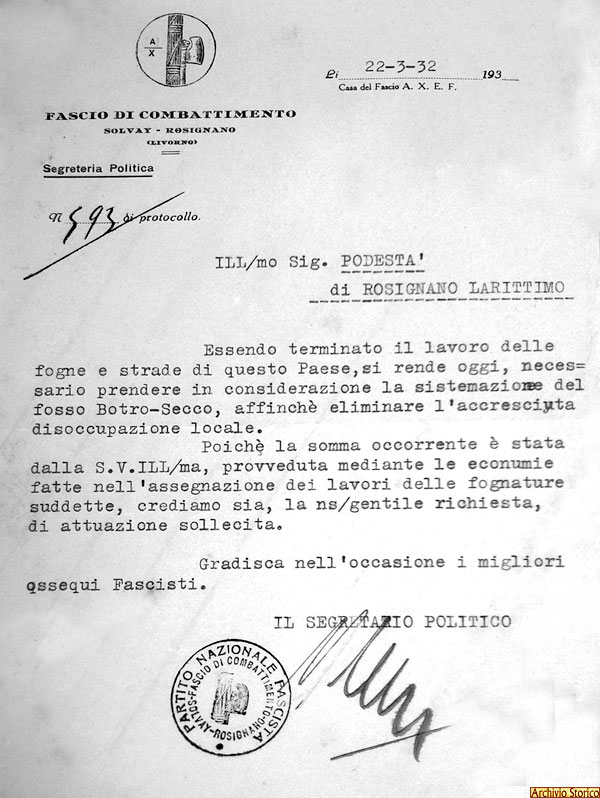 A
X
Li 22-3-32 193
Casa del Fascio A. X. E. F.
FASCIO DI COMBATTIMENTO
SOLVAY - ROSIGNANO
(LIVORNO)
Segreteria Politica
N 593 di protocollo.
ILL/mo Sig. PODESTA'
di ROSIGNANO LARITTIMO
Essendo terminato il lavoro delle
fogne e strade di questo Paese,si rende oggi, neces=
sario prendere in considerazione la sistemazione del
fosso Botro-Secco, affinchè eliminare l'accresciuta
disoccupazione locale.
Poichè la somma occorrente è stata
dalla S.V.ILL/ma, provveduta mediante le economie
fatte nell'assegnazione dei lavori delle fognature
suddette, crediamo sia, la ns/gentile richiesta,
di attuazione sollecita.
Gradisca nell'occasione i migliori
ossequi Fascisti.
IL SEGRETARIO POLITICO
PARTITO NAZIONALE FASCISTA
FASCIO DI COMBATTIMENTO
SOLVAY-ROSIGNANO
Archivio Storico